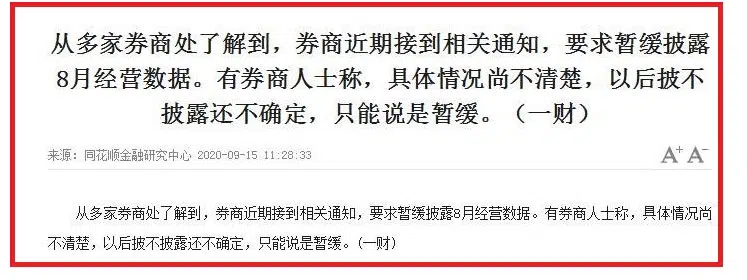 从多家券商处了解到，券商近期接到相关通知，要求暂缓披露
8月经营数据。有券商人士称，具体情况尚不清楚，以后披不
披露还不确定，只能说是暂缓。（一财）
来源：同花顺金融研究中心 2020-09-15 11:28:33 A+ A-
从多家券商处了解到，券商近期接到相关通知，要求暂缓披露8月经营数据。有券商人士称，具体情况尚
不清楚，以后披不披露还不确定，只能说是暂缓。(一财)